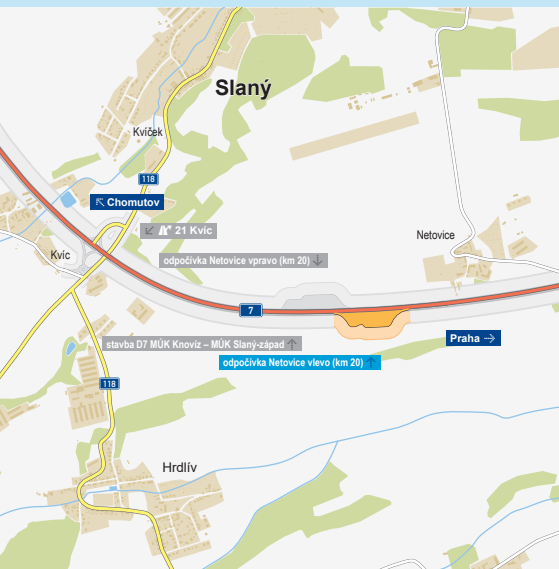 Slaný
Kvíček
118
↖ Chomutov
↙ 21 Kvíc
Netovice
Kvíc
odpočívka Netovice vpravo (km 20) ↓
7
Praha →
stavba D7 MÚK Knovíz – MÚK Slaný-západ ↑
odpočívka Netovice vlevo (km 20) ↑
118
Hrdlív